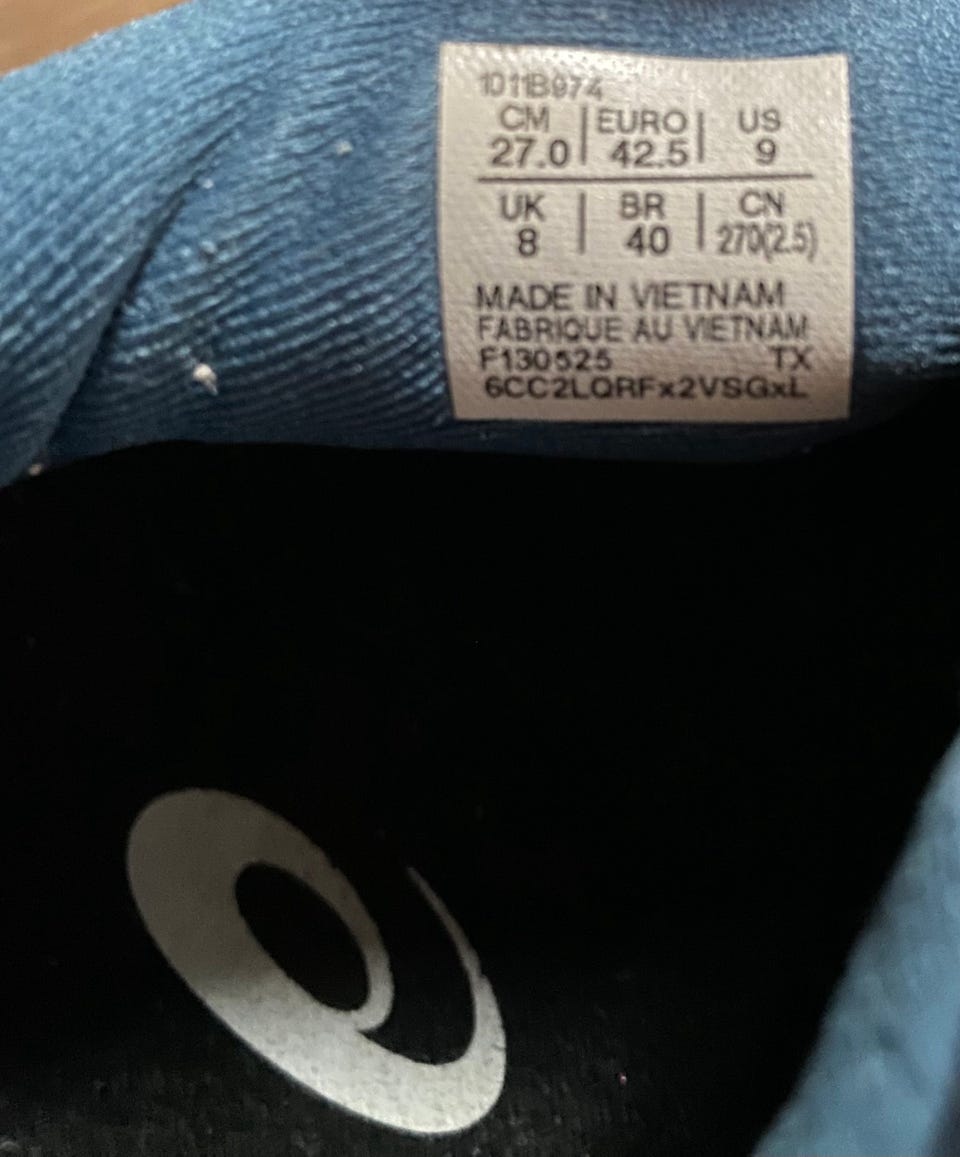 1011B974
CM | EURO | US
27.0 | 42.5 | 9
UK | BR | CN
8 | 40 | 270(2.5)
MADE IN VIETNAM
FABRIQUE AU VIETNAM
F130525 TX
6CC2LQRFx2VSGxL